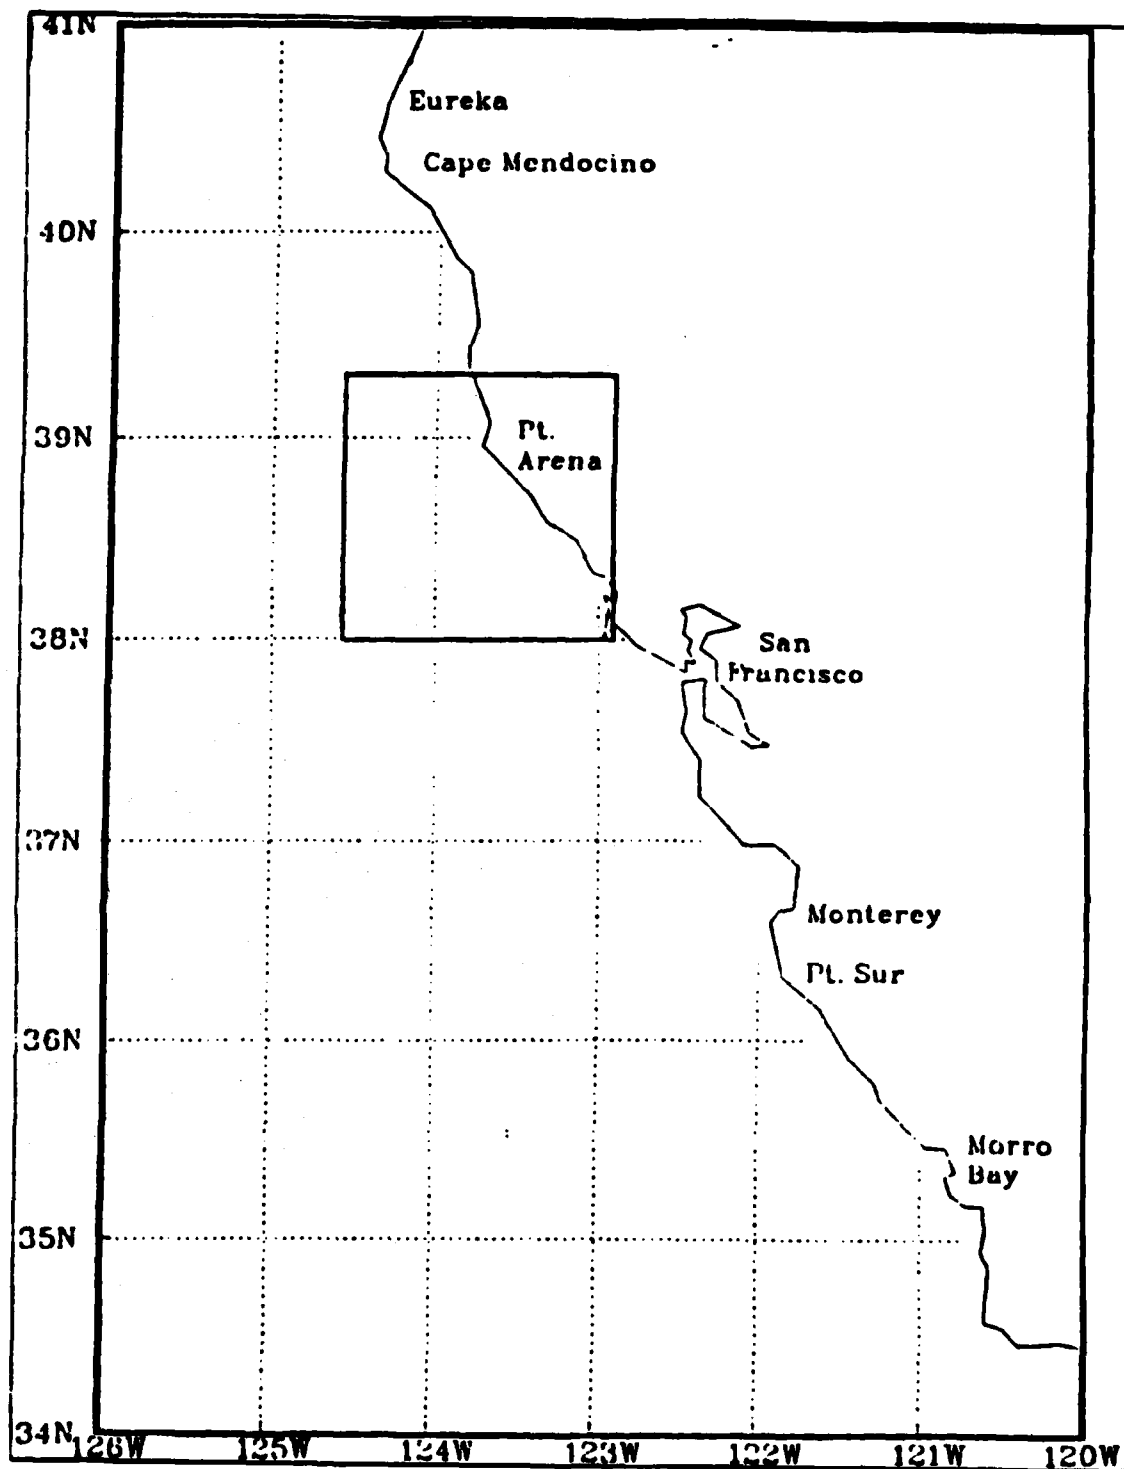 41N
Eureka
Cape Mendocino
40N
39N
Pt.
Arena
38N
San
Francisco
37N
Monterey
Pt. Sur
36N
Morro
Bay
35N
34N
126W 125W 124W 123W 122W 121W 120W